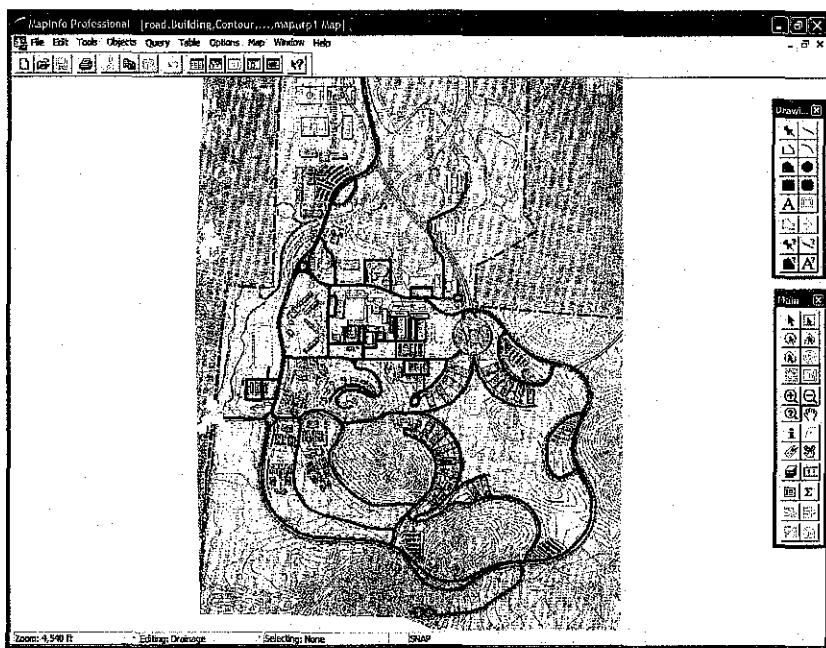 MapInfo Professional - [road,Building,Contour,...,maputp1 Map]
File Edit Tools Objects Query Table Options Map Window Help
Drawi...
A
Main
Zoom: 4,540 ft
Editing: Drainage
Selecting: None
SNAP